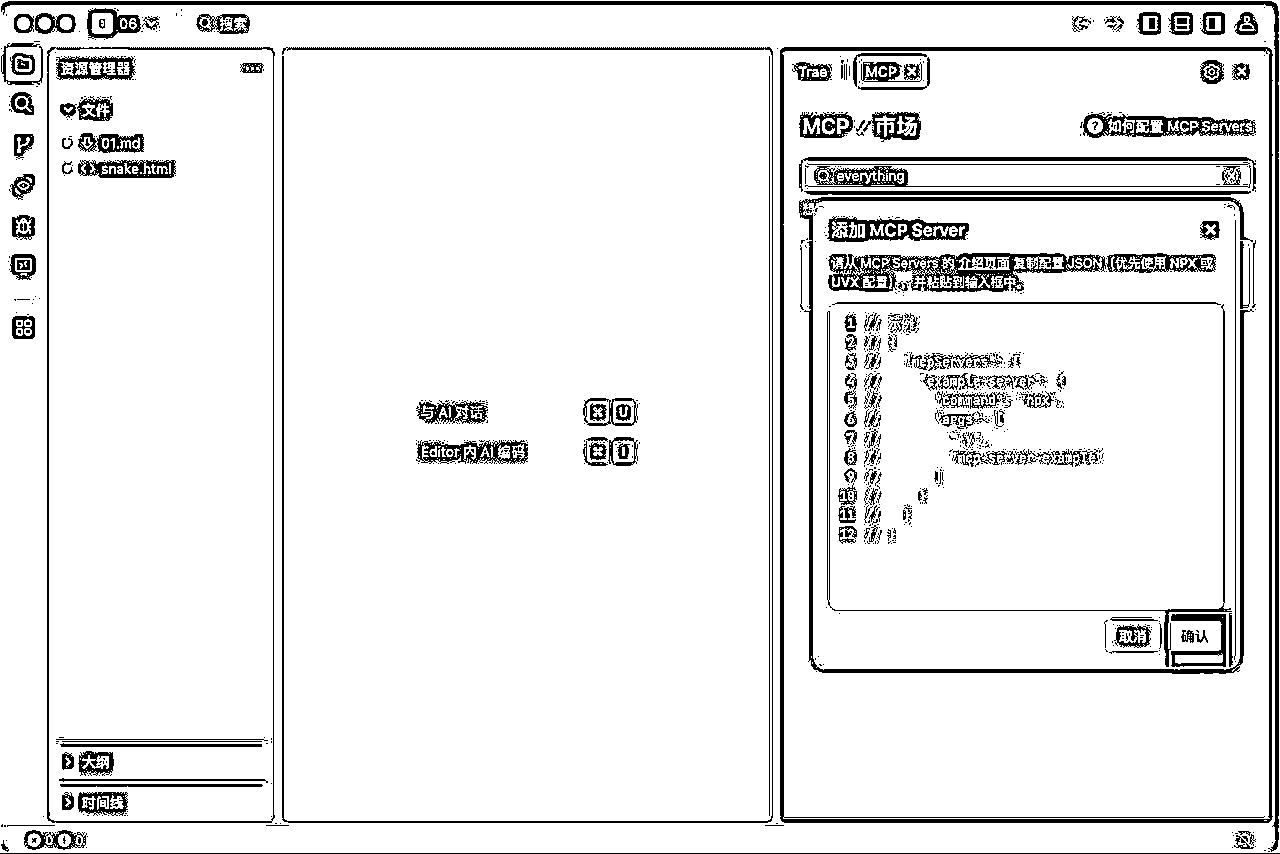 06
搜索
资源管理器
文件
01.md
snake.html
与 AI 对话
⌘ U
Editor 内 AI 编码
⌘ I
大纲
时间线
0 0
Trae
MCP
MCP // 市场
如何配置 MCP Servers
everything
添加 MCP Server
请从 MCP Servers 的 介绍页面 复制配置 JSON (优先使用 NPX 或
UVX 配置)，并粘贴到输入框中。
1 // 示例
2 // {
3 // "mcpServers": {
4 // "example-server": {
5 // "command": "npx",
6 // "args": [
7 // "-y",
8 // "mcp-server-example"
9 // ]
10 // }
11 // }
12 // }
取消
确认